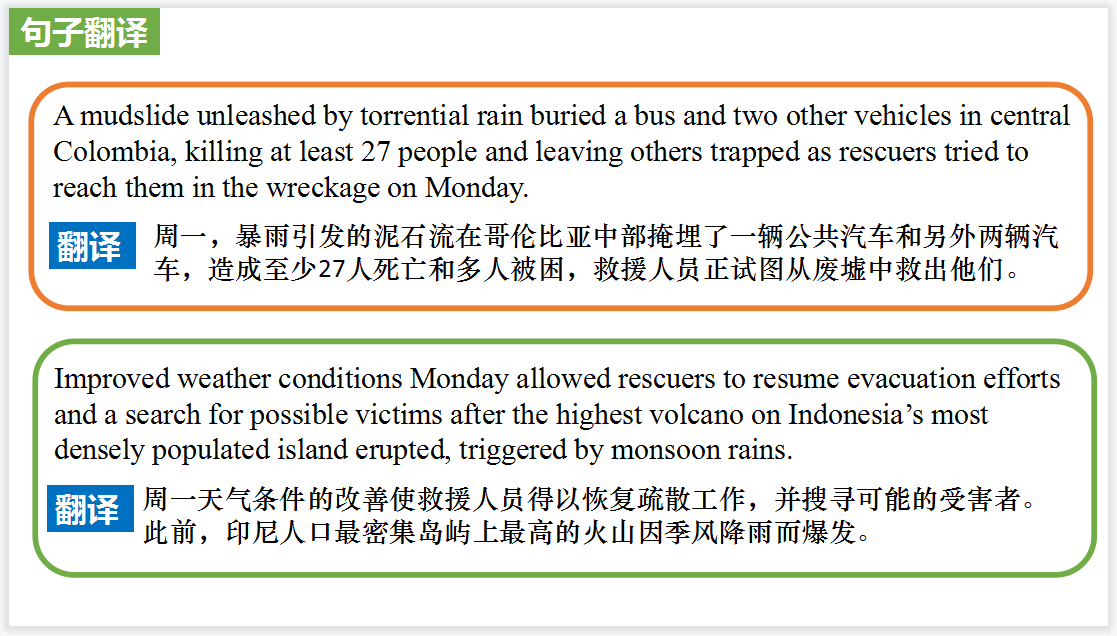 句子翻译
A mudslide unleashed by torrential rain buried a bus and two other vehicles in central
Colombia, killing at least 27 people and leaving others trapped as rescuers tried to
reach them in the wreckage on Monday.
翻译
周一，暴雨引发的泥石流在哥伦比亚中部掩埋了一辆公共汽车和另外两辆汽
车，造成至少27人死亡和多人被困，救援人员正试图从废墟中救出他们。
Improved weather conditions Monday allowed rescuers to resume evacuation efforts
and a search for possible victims after the highest volcano on Indonesia’s most
densely populated island erupted, triggered by monsoon rains.
翻译
周一天气条件的改善使救援人员得以恢复疏散工作，并搜寻可能的受害者。
此前，印尼人口最密集岛屿上最高的火山因季风降雨而爆发。